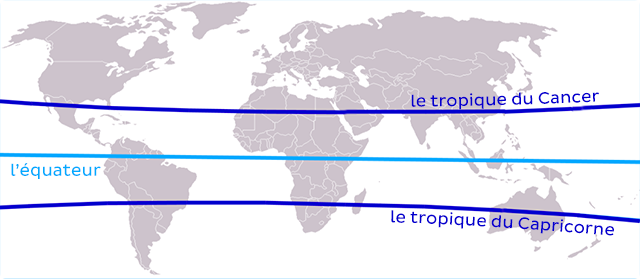 le tropique du Cancer
l'équateur
le tropique du Capricorne